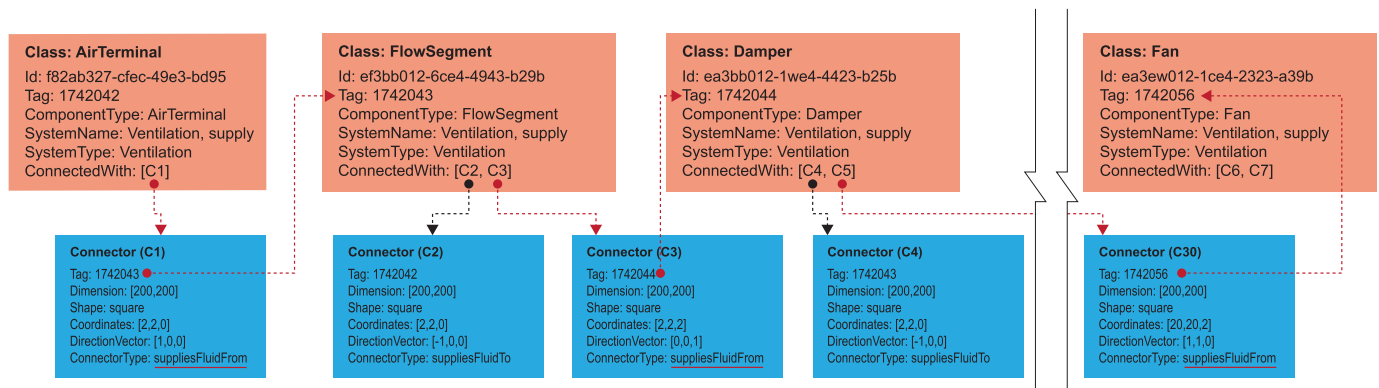 Class: AirTerminal
Id: f82ab327-cfec-49e3-bd95
Tag: 1742042
ComponentType: AirTerminal
SystemName: Ventilation, supply
SystemType: Ventilation
ConnectedWith: [C1]
Class: FlowSegment
Id: ef3bb012-6ce4-4943-b29b
Tag: 1742043
ComponentType: FlowSegment
SystemName: Ventilation, supply
SystemType: Ventilation
ConnectedWith: [C2, C3]
Class: Damper
Id: ea3bb012-1we4-4423-b25b
Tag: 1742044
ComponentType: Damper
SystemName: Ventilation, supply
SystemType: Ventilation
ConnectedWith: [C4, C5]
Class: Fan
Id: ea3ew012-1ce4-2323-a39b
Tag: 1742056
ComponentType: Fan
SystemName: Ventilation, supply
SystemType: Ventilation
ConnectedWith: [C6, C7]
Connector (C1)
Tag: 1742043
Dimension: [200,200]
Shape: square
Coordinates: [2,2,0]
DirectionVector: [1,0,0]
ConnectorType: suppliesFluidFrom
Connector (C2)
Tag: 1742042
Dimension: [200,200]
Shape: square
Coordinates: [2,2,0]
DirectionVector: [-1,0,0]
ConnectorType: suppliesFluidTo
Connector (C3)
Tag: 1742044
Dimension: [200,200]
Shape: square
Coordinates: [2,2,2]
DirectionVector: [0,0,1]
ConnectorType: suppliesFluidFrom
Connector (C4)
Tag: 1742043
Dimension: [200,200]
Shape: square
Coordinates: [2,2,0]
DirectionVector: [-1,0,0]
ConnectorType: suppliesFluidTo
Connector (C30)
Tag: 1742056
Dimension: [200,200]
Shape: square
Coordinates: [20,20,2]
DirectionVector: [1,1,0]
ConnectorType: suppliesFluidFrom